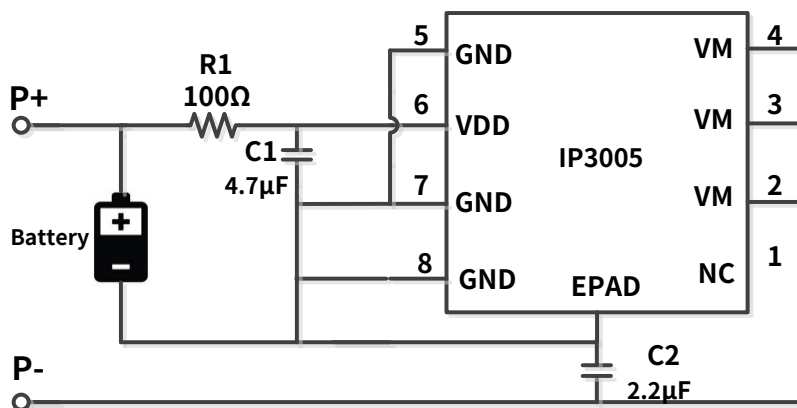 5
GND
VM
4
R1
100Ω
P+
6
VDD
VM
3
C1
4.7μF
IP3005
7
GND
VM
2
Battery
8
GND
EPAD
NC
1
P-
C2
2.2μF